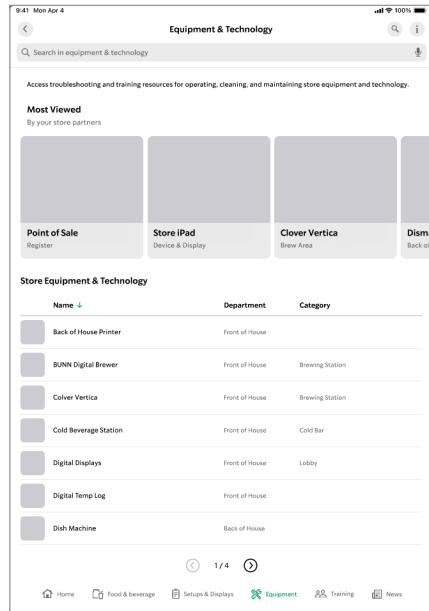 9:41 Mon Apr 4
100%
Equipment & Technology
Search in equipment & technology
Access troubleshooting and training resources for operating, cleaning, and maintaining store equipment and technology.
Most Viewed
By your store partners
Point of Sale
Register
Store iPad
Device & Display
Clover Vertica
Brew Area
Dism
Back of
Store Equipment & Technology
Name ↓ Department Category
Back of House Printer Front of House
BUNN Digital Brewer Front of House Brewing Station
Colver Vertica Front of House Brewing Station
Cold Beverage Station Front of House Cold Bar
Digital Displays Front of House Lobby
Digital Temp Log Front of House
Dish Machine Back of House
1 / 4
Home Food & beverage Setups & Displays Equipment Training News